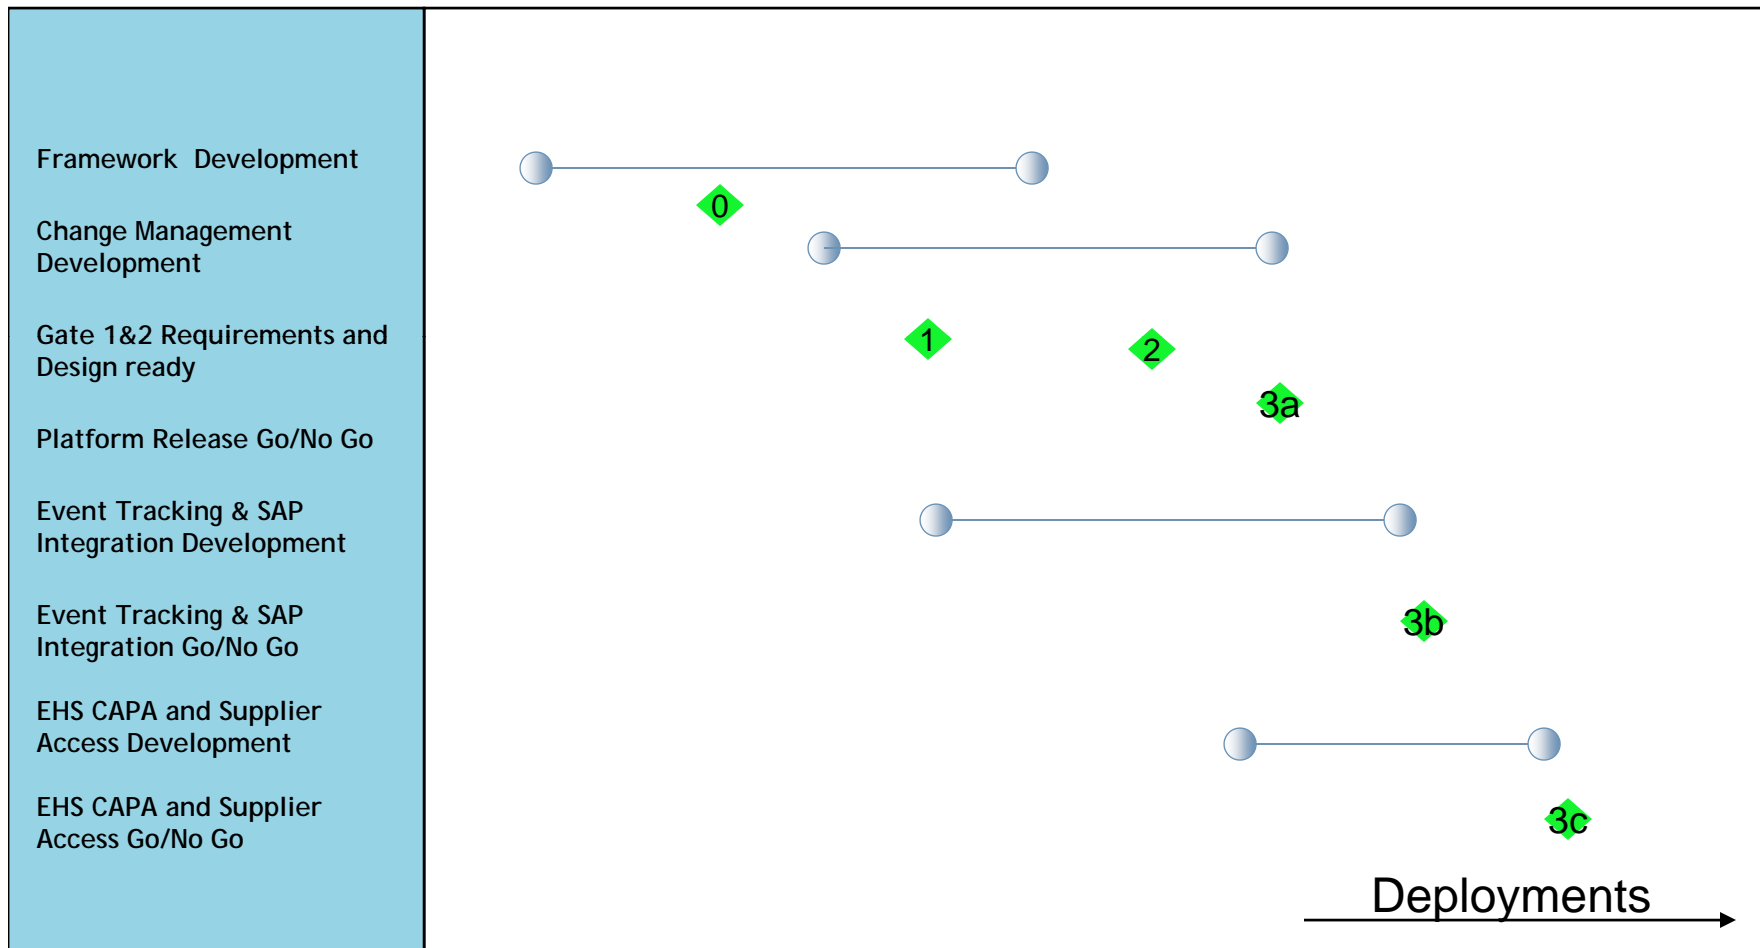 Framework Development
0
Change Management
Development
Gate 1&2 Requirements and
Design ready
1
2
3a
Platform Release Go/No Go
Event Tracking & SAP
Integration Development
Event Tracking & SAP
Integration Go/No Go
3b
EHS CAPA and Supplier
Access Development
EHS CAPA and Supplier
Access Go/No Go
3c
Deployments